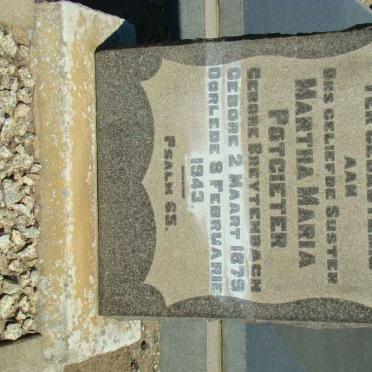 AAN
ONS GELIEFDE SUSTER
MARTHA MARIA
POTGIETER
GEBORE BREYTENBACH
GEBORE 2 MAART 1879
OORLEDE 8 FEBRUARIE
1943
PSALM 65.